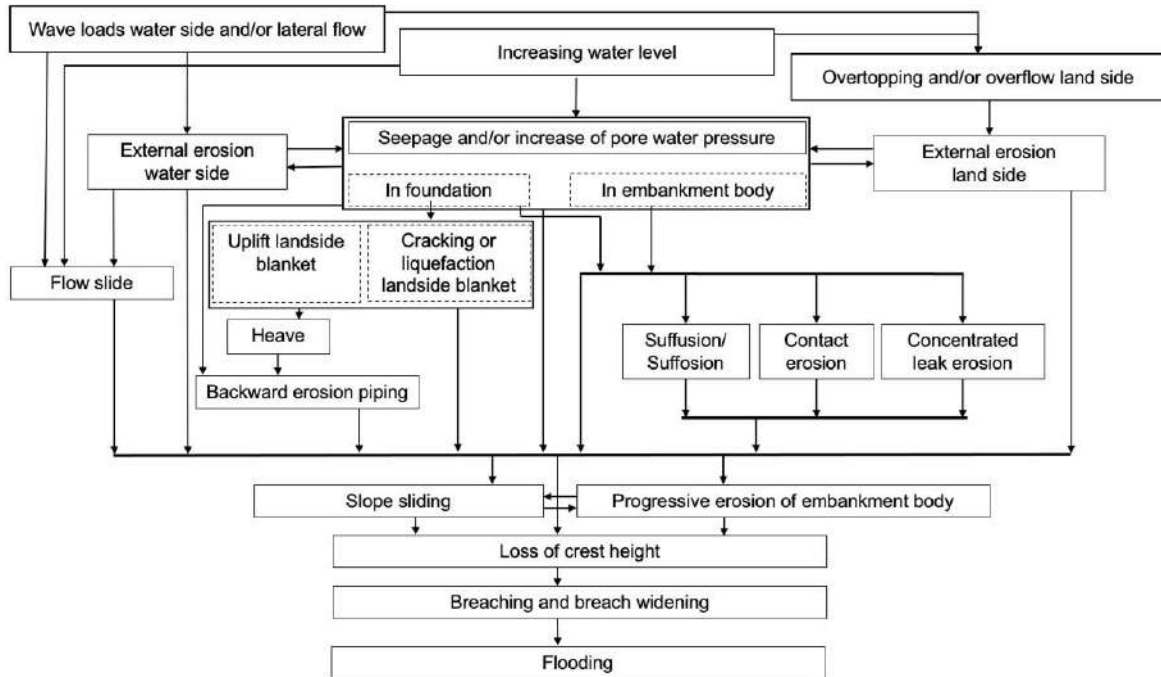 Wave loads water side and/or lateral flow
Increasing water level
Overtopping and/or overflow land side
Seepage and/or increase of pore water pressure
External erosion
water side
External erosion
land side
In foundation
In embankment body
Uplift landside
blanket
Cracking or
liquefaction
landside blanket
Flow slide
Heave
Suffusion/
Suffosion
Contact
erosion
Concentrated
leak erosion
Backward erosion piping
Slope sliding
Progressive erosion of embankment body
Loss of crest height
Breaching and breach widening
Flooding